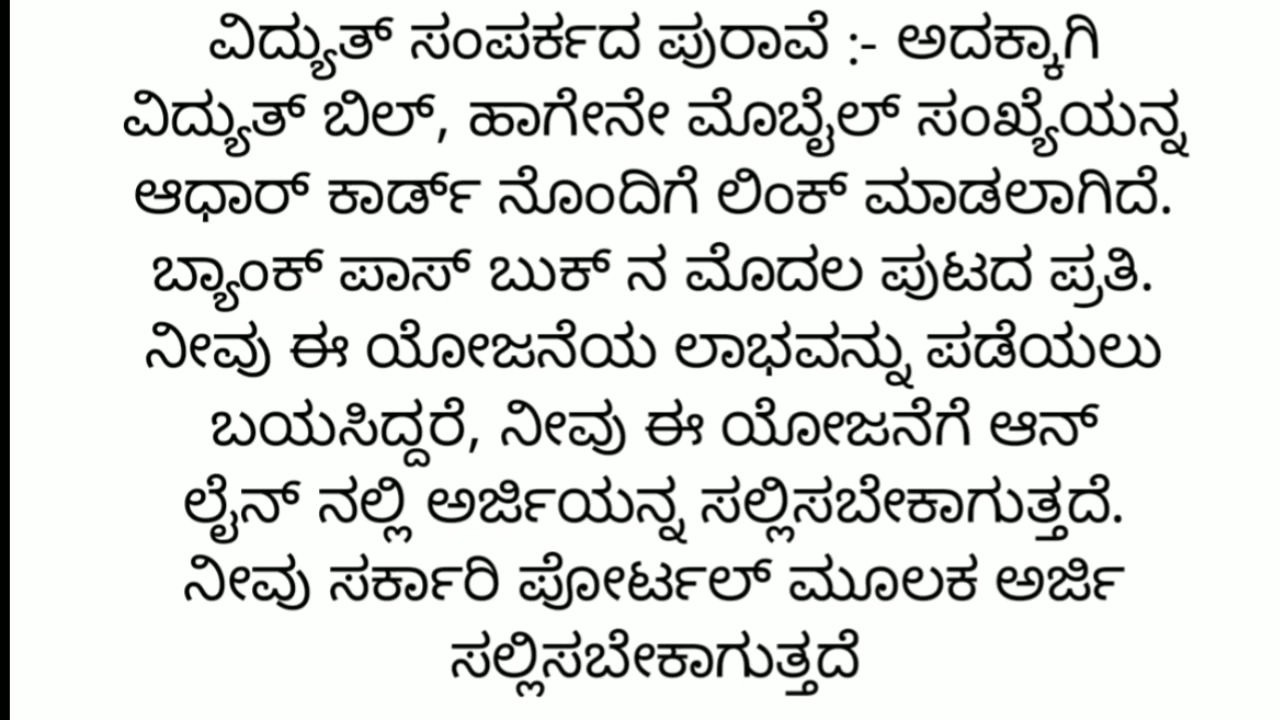 ವಿದ್ಯುತ್ ಸಂಪರ್ಕದ ಪುರಾವೆ :- ಅದಕ್ಕಾಗಿ
ವಿದ್ಯುತ್ ಬಿಲ್, ಹಾಗೇನೇ ಮೊಬೈಲ್ ಸಂಖ್ಯೆಯನ್ನ
ಆಧಾರ್ ಕಾರ್ಡ್ ನೊಂದಿಗೆ ಲಿಂಕ್ ಮಾಡಲಾಗಿದೆ.
ಬ್ಯಾಂಕ್ ಪಾಸ್ ಬುಕ್ ನ ಮೊದಲ ಪುಟದ ಪ್ರತಿ.
ನೀವು ಈ ಯೋಜನೆಯ ಲಾಭವನ್ನು ಪಡೆಯಲು
ಬಯಸಿದ್ದರೆ, ನೀವು ಈ ಯೋಜನೆಗೆ ಆನ್
ಲೈನ್ ನಲ್ಲಿ ಅರ್ಜಿಯನ್ನ ಸಲ್ಲಿಸಬೇಕಾಗುತ್ತದೆ.
ನೀವು ಸರ್ಕಾರಿ ಪೋರ್ಟಲ್ ಮೂಲಕ ಅರ್ಜಿ
ಸಲ್ಲಿಸಬೇಕಾಗುತ್ತದೆ